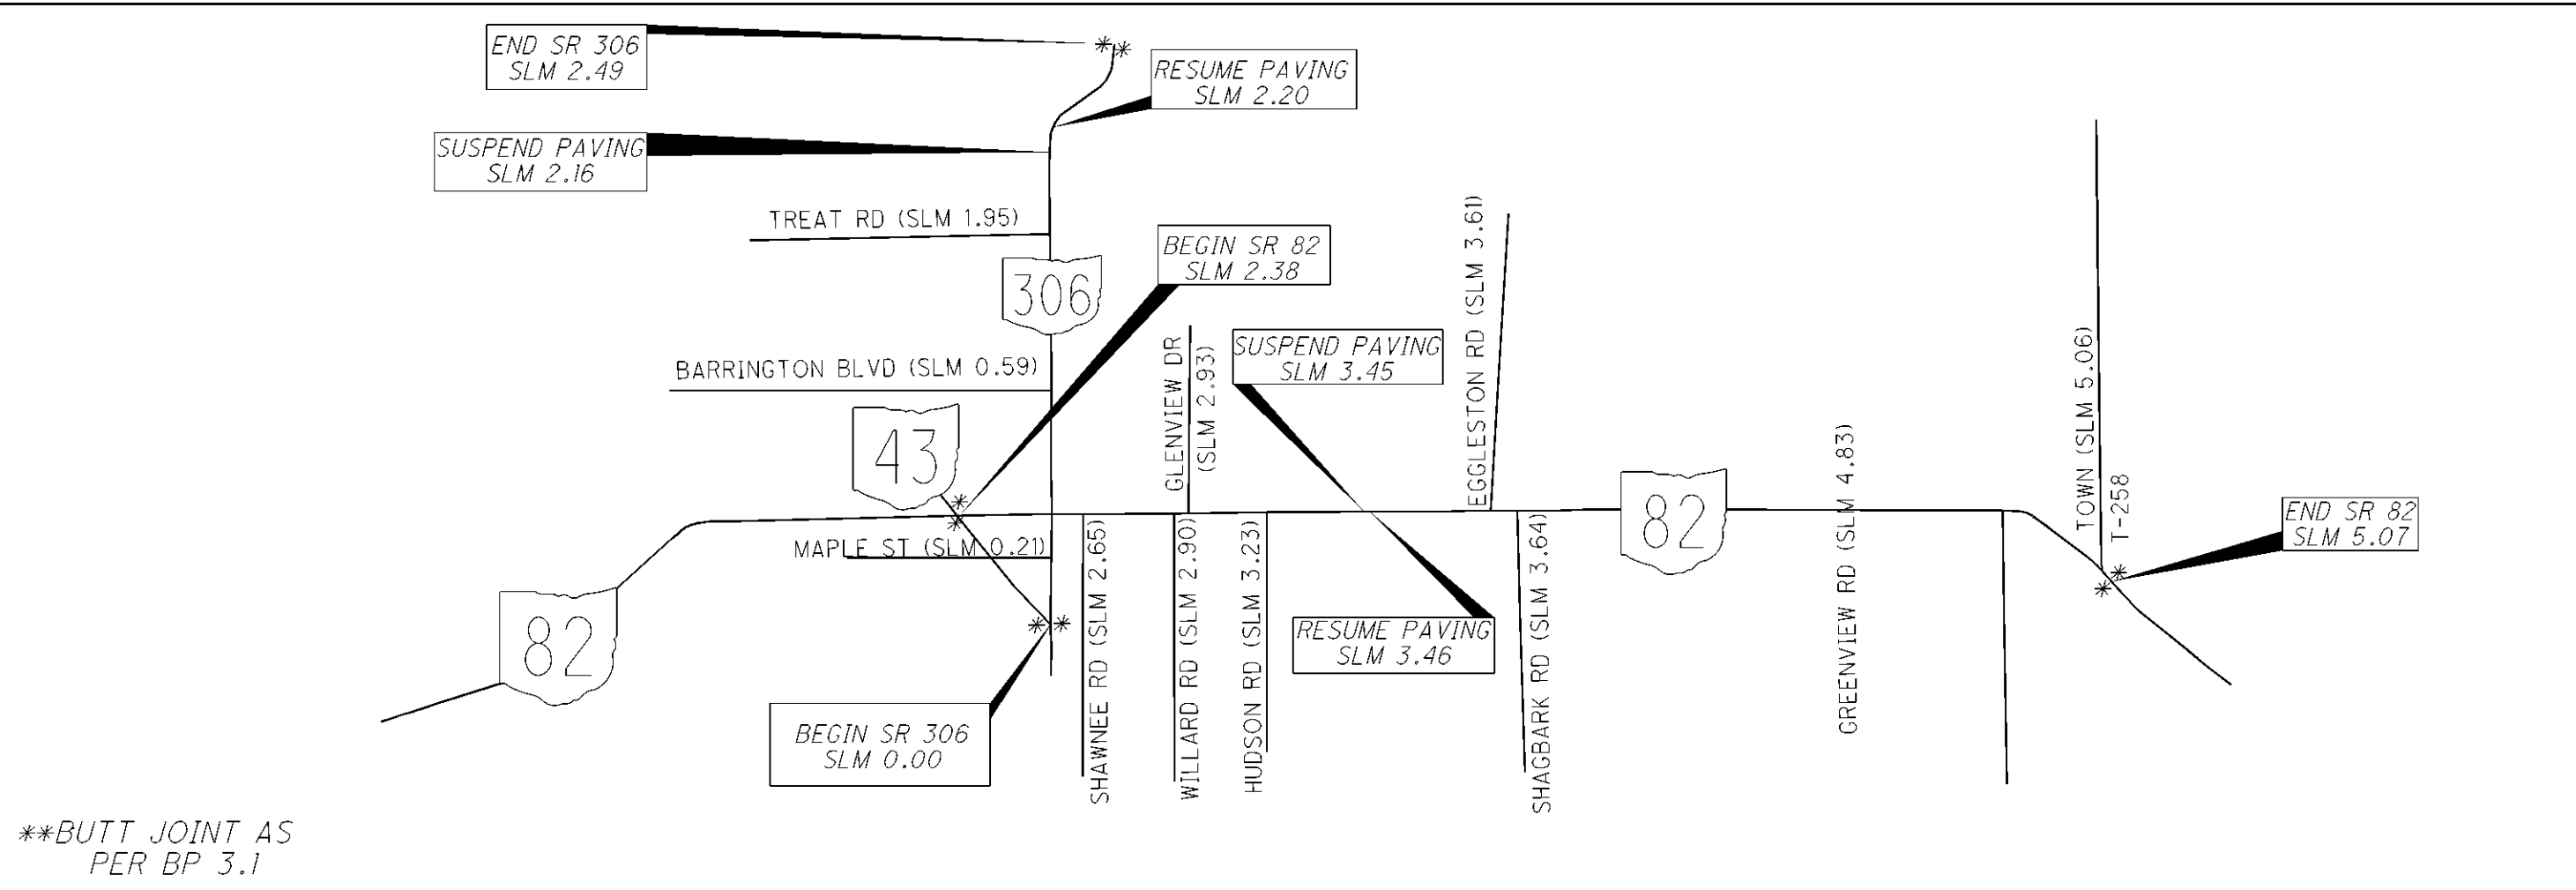 END SR 306
SLM 2.49
RESUME PAVING
SLM 2.20
SUSPEND PAVING
SLM 2.16
TREAT RD (SLM 1.95)
306
BEGIN SR 82
SLM 2.38
BARRINGTON BLVD (SLM 0.59)
43
GLENVIEW DR
(SLM 2.93)
SUSPEND PAVING
SLM 3.45
EGGLESTON RD (SLM 3.61)
TOWN (SLM 5.06)
T-258
MAPLE ST (SLM 0.21)
82
82
GREENVIEW RD (SLM 4.83)
END SR 82
SLM 5.07
**
**
**
**
SHAWNEE RD (SLM 2.65)
WILLARD RD (SLM 2.90)
HUDSON RD (SLM 3.23)
RESUME PAVING
SLM 3.46
SHAGBARK RD (SLM 3.64)
BEGIN SR 306
SLM 0.00
**BUTT JOINT AS
PER BP 3.1